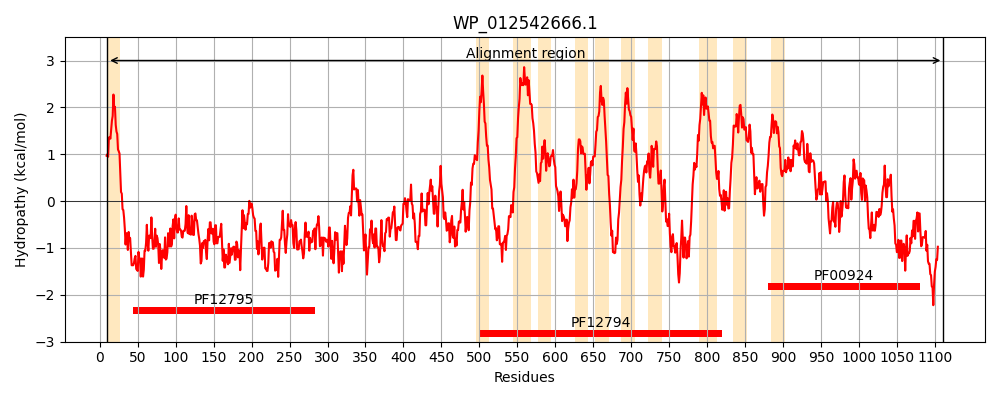 WP_012542666.1
Alignment region
Hydropathy (kcal/mol)
3
2
1
0
−1
−2
−3
PF00924
PF12795
PF12794
0 50 100 150 200 250 300 350 400 450 500 550 600 650 700 750 800 850 900 950 1000 1050 1100
Residues